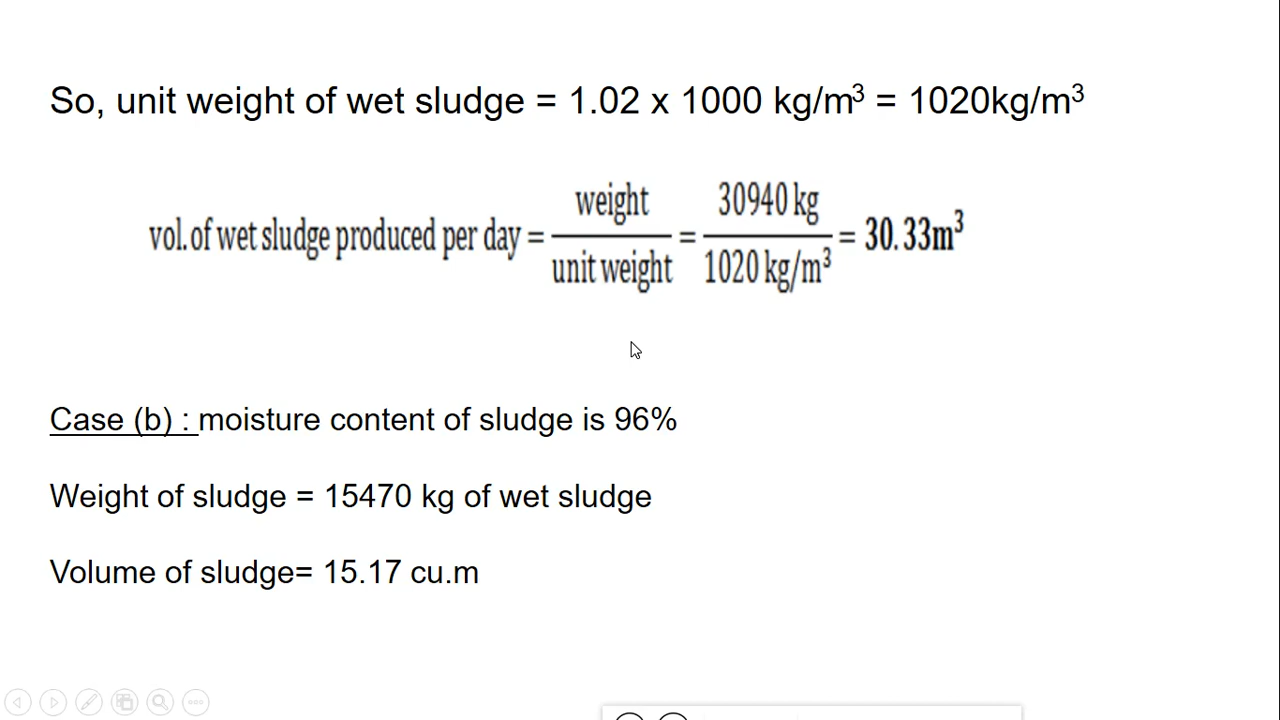 So, unit weight of wet sludge = 1.02 x 1000 kg/m³ = 1020kg/m³
vol. of wet sludge produced per day = weight / unit weight = 30940 kg / 1020 kg/m³ = 30.33m³
Case (b) : moisture content of sludge is 96%
Weight of sludge = 15470 kg of wet sludge
Volume of sludge= 15.17 cu.m